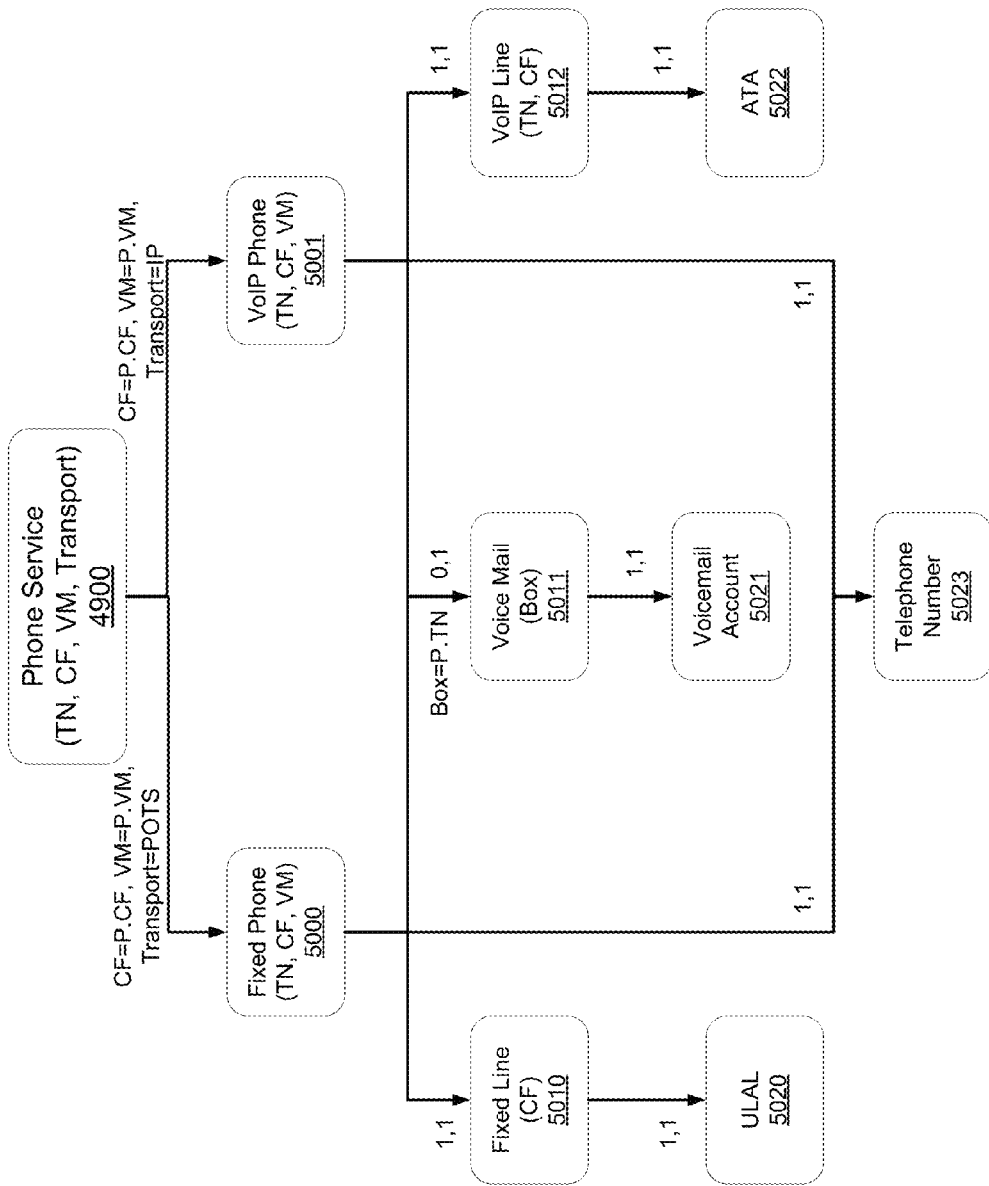 Phone Service
(TN, CF, VM, Transport)
4900
CF=P.CF, VM=P.VM,
Transport=POTS
CF=P.CF, VM=P.VM,
Transport=IP
Fixed Phone
(TN, CF, VM)
5000
VoIP Phone
(TN, CF, VM)
5001
1,1
Box=P.TN 0,1
1,1
Fixed Line
(CF)
5010
Voice Mail
(Box)
5011
VoIP Line
(TN, CF)
5012
1,1
1,1
1,1
ULAL
5020
Voicemail
Account
5021
ATA
5022
1,1
1,1
Telephone
Number
5023